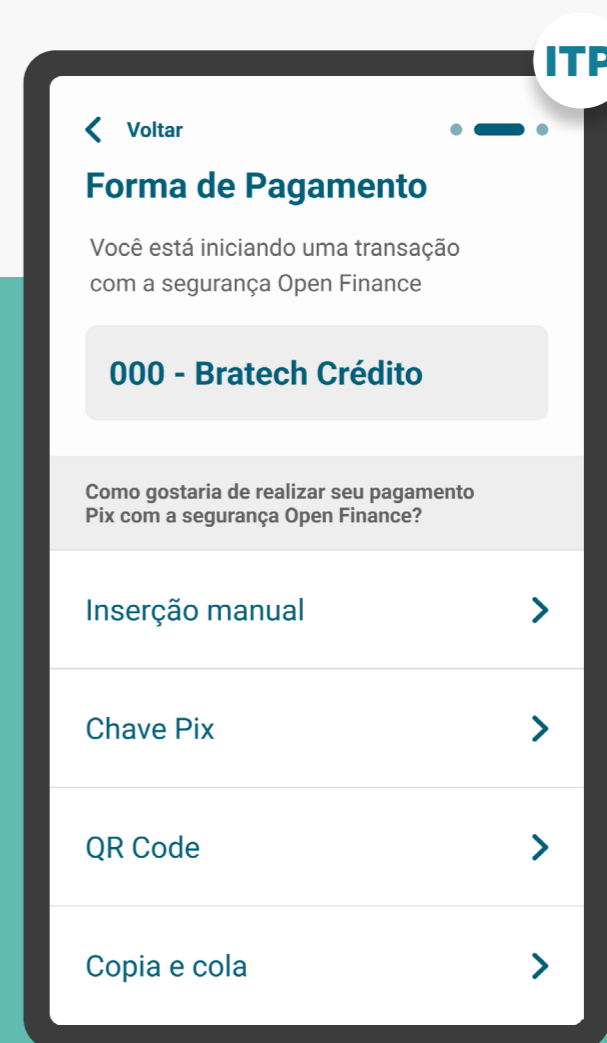 ITP
Voltar
Forma de Pagamento
Você está iniciando uma transação
com a segurança Open Finance
000 - Bratech Crédito
Como gostaria de realizar seu pagamento
Pix com a segurança Open Finance?
Inserção manual
Chave Pix
QR Code
Copia e cola